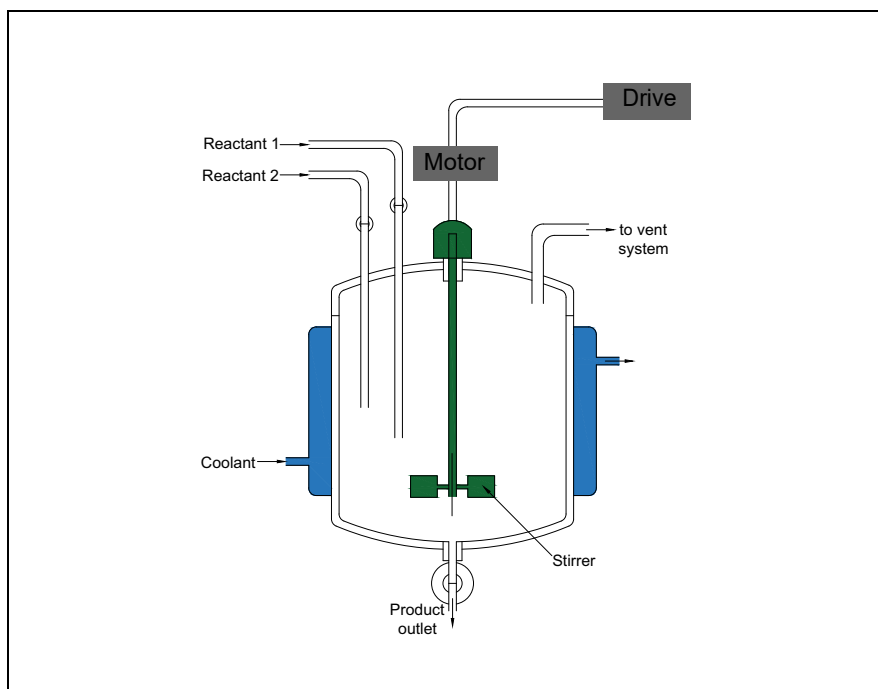 Drive
Reactant 1
Motor
Reactant 2
to vent
system
Coolant
Stirrer
Product
outlet